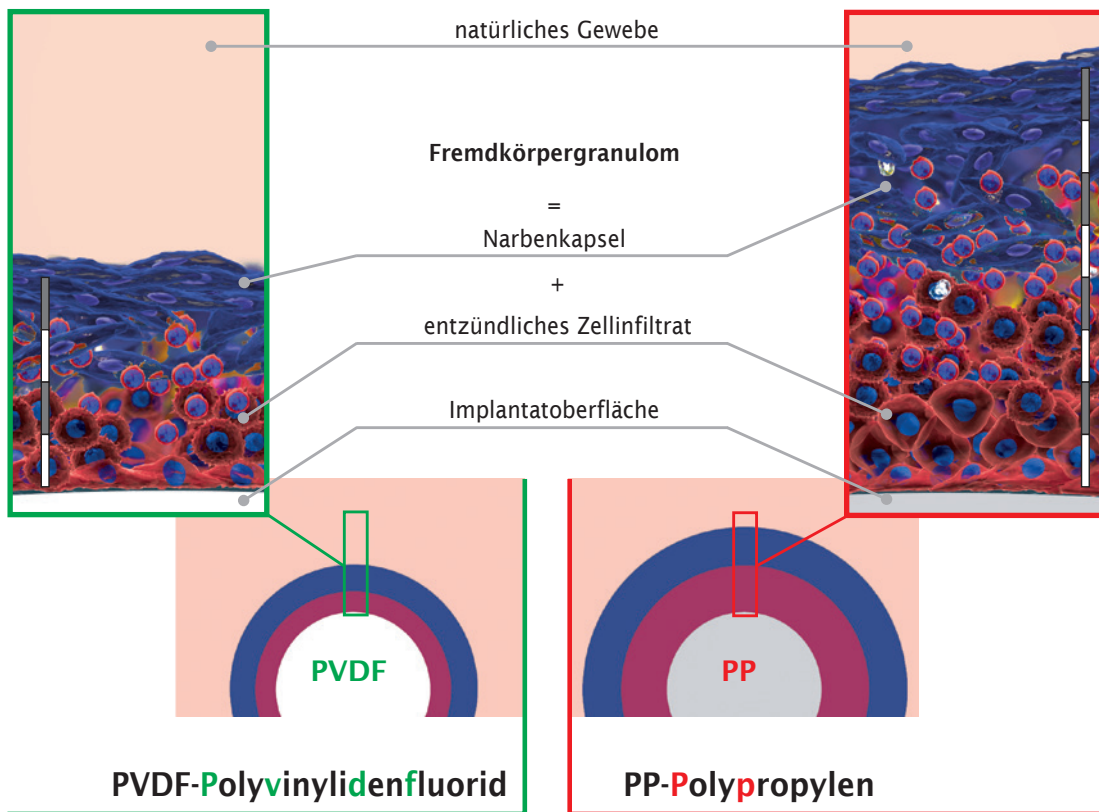 natürliches Gewebe
Fremdkörpergranulom
=
Narbenkapsel
+
entzündliches Zellinfiltrat
Implantatoberfläche
PVDF
PP
PVDF-Polyvinylidenfluorid
PP-Polypropylen